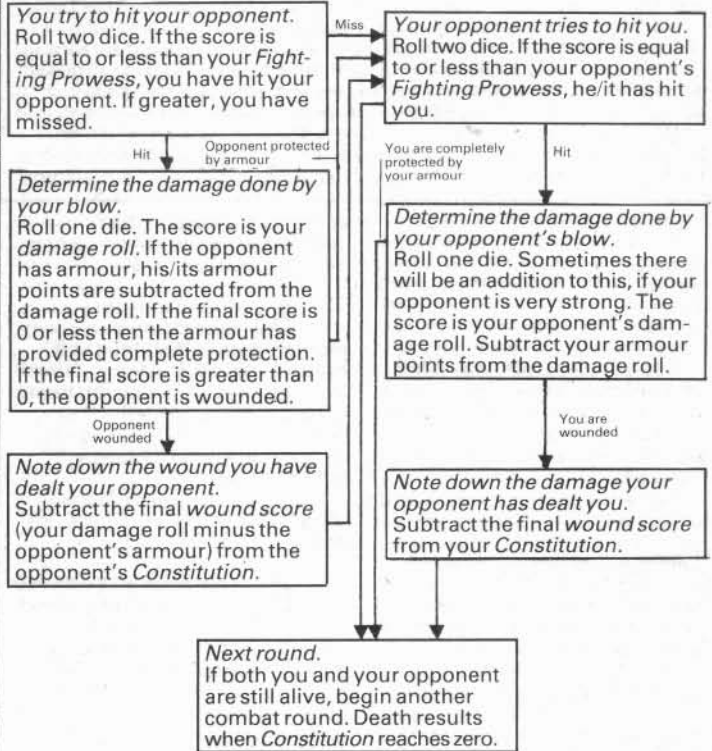 You try to hit your opponent.
Roll two dice. If the score is
equal to or less than your Fight-
ing Prowess, you have hit your
opponent. If greater, you have
missed.
Miss
Your opponent tries to hit you.
Roll two dice. If the score is equal
to or less than your opponent's
Fighting Prowess, he/it has hit
you.
Hit
Opponent protected
by armour
You are completely
protected by
your armour
Hit
Determine the damage done by
your blow.
Roll one die. The score is your
damage roll. If the opponent
has armour, his/its armour
points are subtracted from the
damage roll. If the final score is
0 or less then the armour has
provided complete protection.
If the final score is greater than
0, the opponent is wounded.
Determine the damage done by
your opponent's blow.
Roll one die. Sometimes there
will be an addition to this, if your
opponent is very strong. The
score is your opponent's dam-
age roll. Subtract your armour
points from the damage roll.
Opponent
wounded
You are
wounded
Note down the wound you have
dealt your opponent.
Subtract the final wound score
(your damage roll minus the
opponent's armour) from the
opponent's Constitution.
Note down the damage your
opponent has dealt you.
Subtract the final wound score
from your Constitution.
Next round.
If both you and your opponent
are still alive, begin another
combat round. Death results
when Constitution reaches zero.